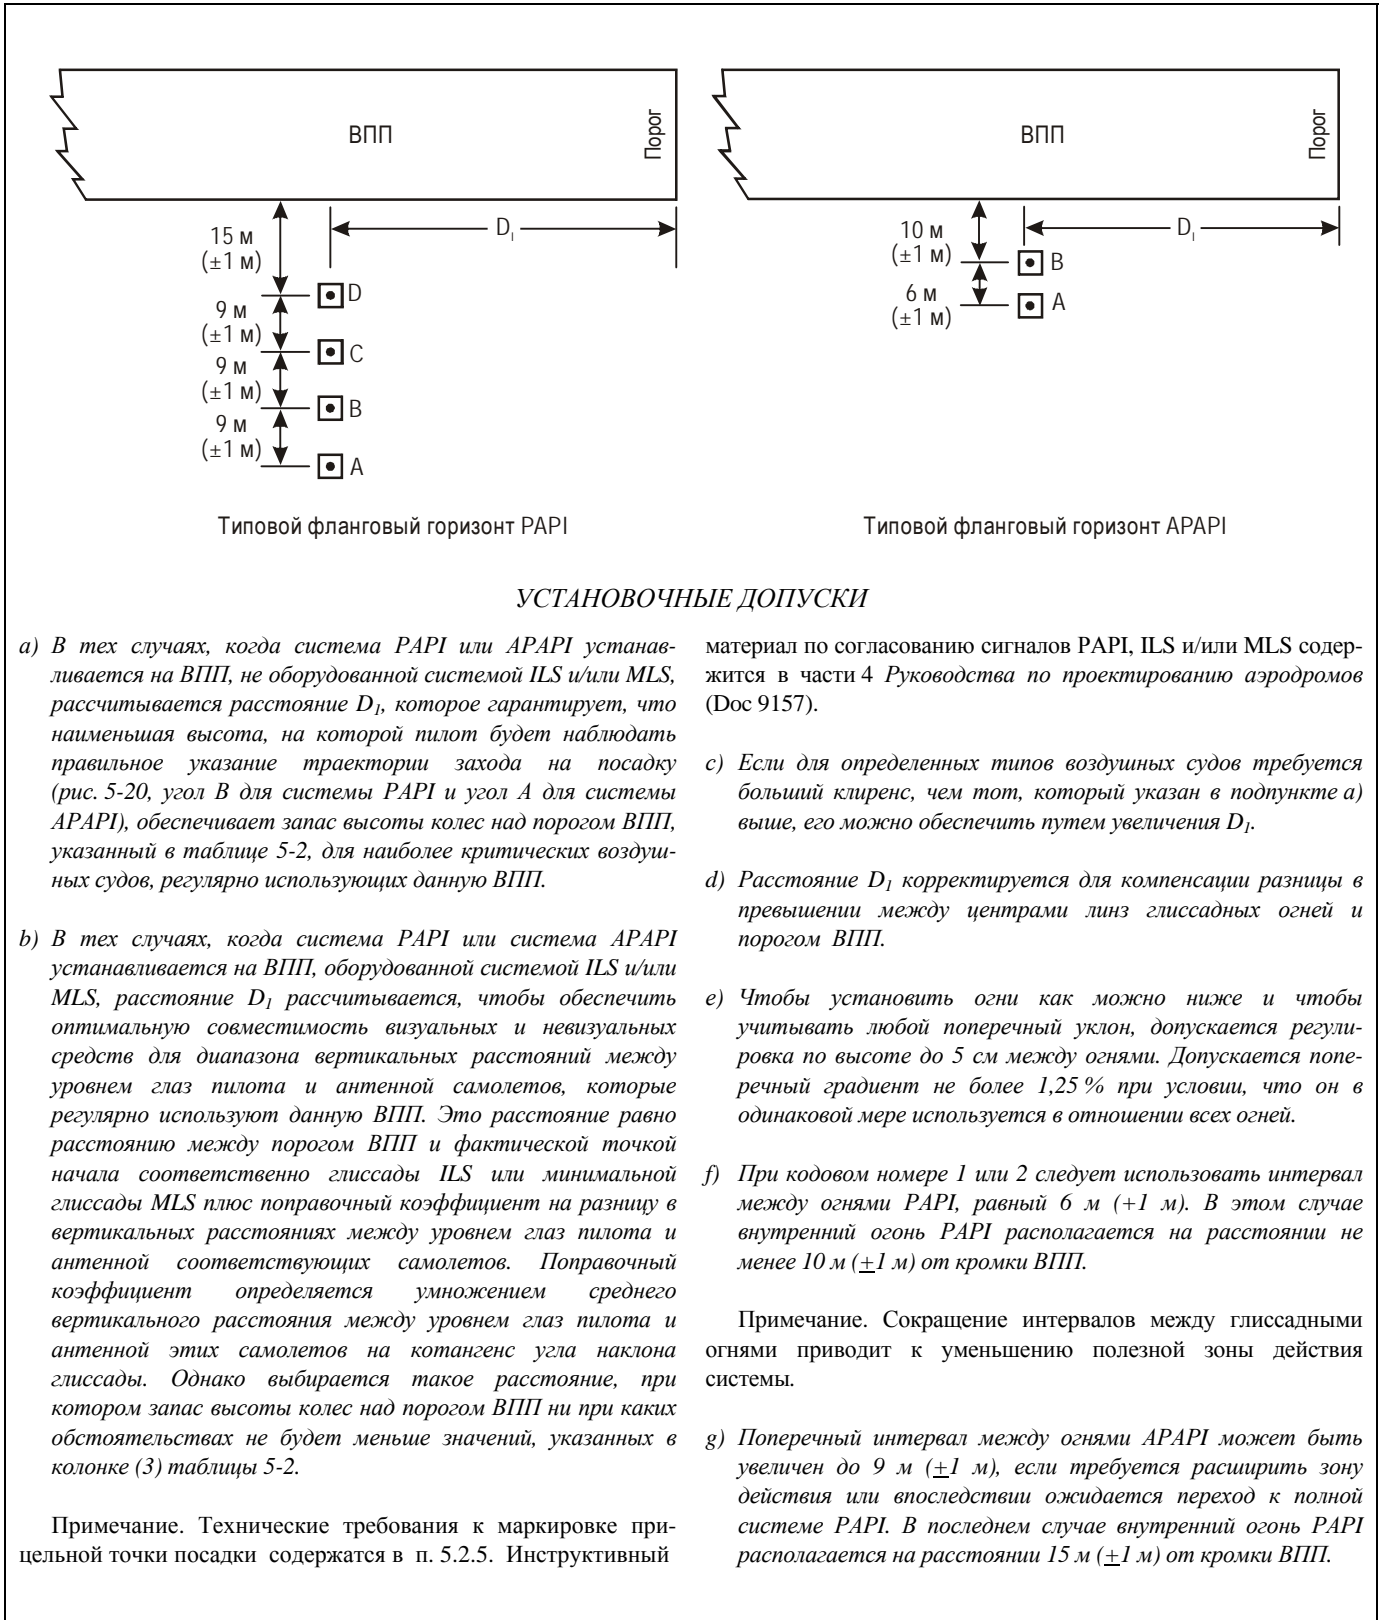 ВПП
Порог
15 м
(±1 м)
D₁
D
9 м
(±1 м)
C
9 м
(±1 м)
B
9 м
(±1 м)
A
Типовой фланговый горизонт PAPI
ВПП
Порог
10 м
(±1 м)
D₁
B
6 м
(±1 м)
A
Типовой фланговый горизонт APAPI
УСТАНОВОЧНЫЕ ДОПУСКИ
a) В тех случаях, когда система PAPI или APAPI устанав-
ливается на ВПП, не оборудованной системой ILS и/или MLS,
рассчитывается расстояние D₁, которое гарантирует, что
наименьшая высота, на которой пилот будет наблюдать
правильное указание траектории захода на посадку
(рис. 5-20, угол B для системы PAPI и угол A для системы
APAPI), обеспечивает запас высоты колес над порогом ВПП,
указанный в таблице 5-2, для наиболее критических воздуш-
ных судов, регулярно использующих данную ВПП.
b) В тех случаях, когда система PAPI или система APAPI
устанавливается на ВПП, оборудованной системой ILS и/или
MLS, расстояние D₁ рассчитывается, чтобы обеспечить
оптимальную совместимость визуальных и невизуальных
средств для диапазона вертикальных расстояний между
уровнем глаз пилота и антенной самолетов, которые
регулярно используют данную ВПП. Это расстояние равно
расстоянию между порогом ВПП и фактической точкой
начала соответственно глиссады ILS или минимальной
глиссады MLS плюс поправочный коэффициент на разницу в
вертикальных расстояниях между уровнем глаз пилота и
антенной соответствующих самолетов. Поправочный
коэффициент определяется умножением среднего
вертикального расстояния между уровнем глаз пилота и
антенной этих самолетов на котангенс угла наклона
глиссады. Однако выбирается такое расстояние, при
котором запас высоты колес над порогом ВПП ни при каких
обстоятельствах не будет меньше значений, указанных в
колонке (3) таблицы 5-2.
Примечание. Технические требования к маркировке при-
цельной точки посадки содержатся в п. 5.2.5. Инструктивный
материал по согласованию сигналов PAPI, ILS и/или MLS содер-
жится в части 4 Руководства по проектированию аэродромов
(Doc 9157).
c) Если для определенных типов воздушных судов требуется
больший клиренс, чем тот, который указан в подпункте a)
выше, его можно обеспечить путем увеличения D₁.
d) Расстояние D₁ корректируется для компенсации разницы в
превышении между центрами линз глиссадных огней и
порогом ВПП.
e) Чтобы установить огни как можно ниже и чтобы
учитывать любой поперечный уклон, допускается регули-
ровка по высоте до 5 см между огнями. Допускается попе-
речный градиент не более 1,25 % при условии, что он в
одинаковой мере используется в отношении всех огней.
f) При кодовом номере 1 или 2 следует использовать интервал
между огнями PAPI, равный 6 м (+1 м). В этом случае
внутренний огонь PAPI располагается на расстоянии не
менее 10 м (±1 м) от кромки ВПП.
Примечание. Сокращение интервалов между глиссадными
огнями приводит к уменьшению полезной зоны действия
системы.
g) Поперечный интервал между огнями APAPI может быть
увеличен до 9 м (±1 м), если требуется расширить зону
действия или впоследствии ожидается переход к полной
системе PAPI. В последнем случае внутренний огонь PAPI
располагается на расстоянии 15 м (±1 м) от кромки ВПП.